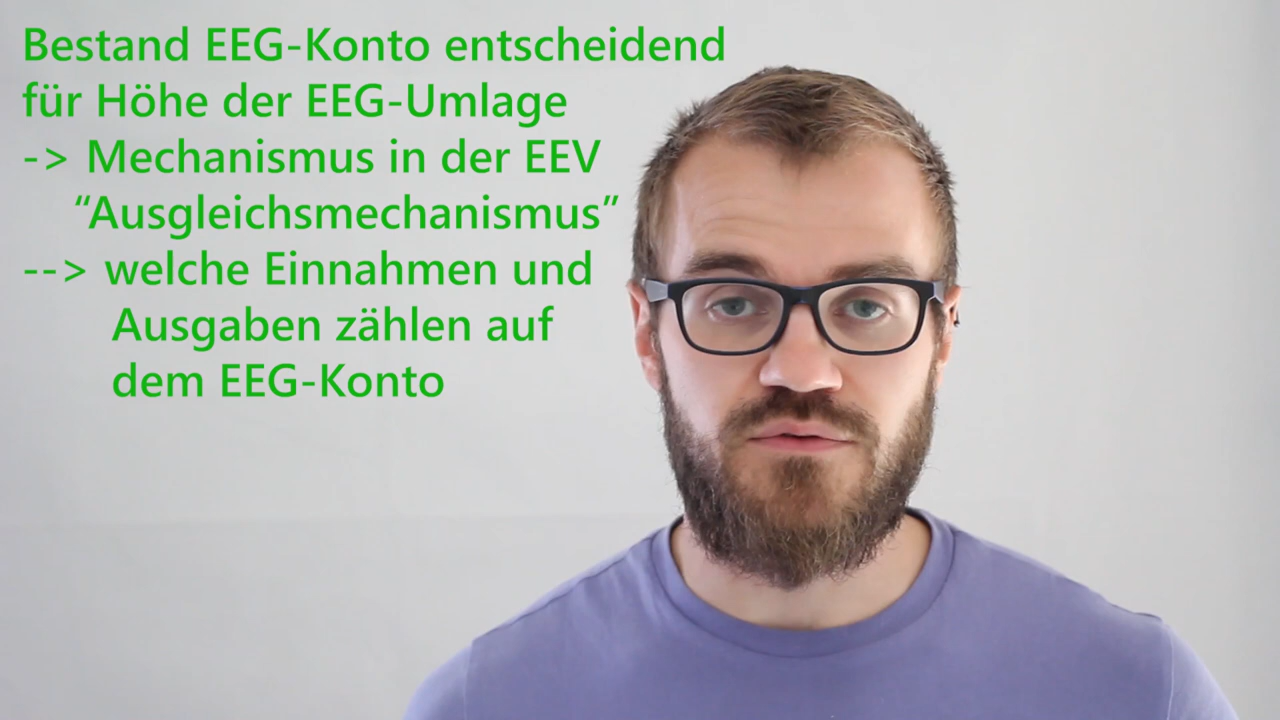 Bestand EEG-Konto entscheidend
für Höhe der EEG-Umlage
-> Mechanismus in der EEV
“Ausgleichsmechanismus”
--> welche Einnahmen und
Ausgaben zählen auf
dem EEG-Konto